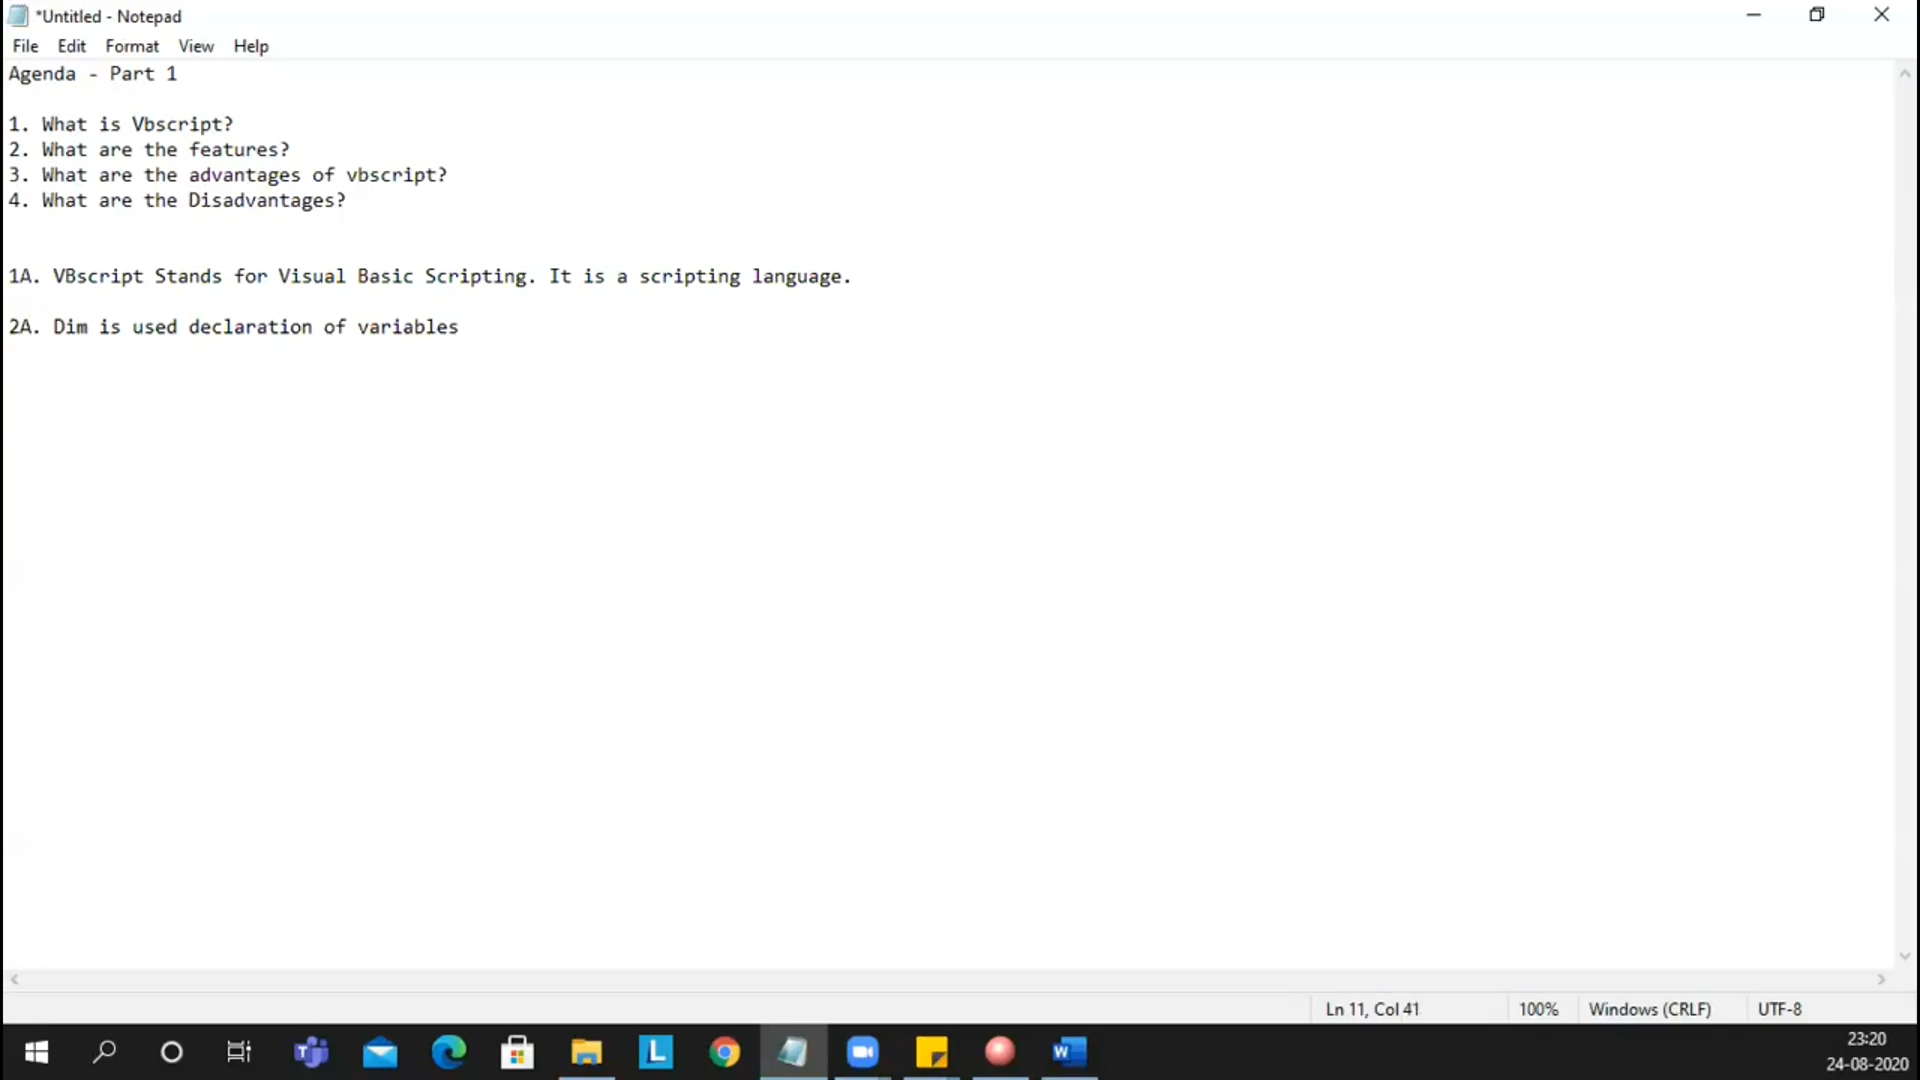 *Untitled - Notepad
File Edit Format View Help
Agenda - Part 1
1. What is Vbscript?
2. What are the features?
3. What are the advantages of vbscript?
4. What are the Disadvantages?
1A. VBscript Stands for Visual Basic Scripting. It is a scripting language.
2A. Dim is used declaration of variables
Ln 11, Col 41 100% Windows (CRLF) UTF-8
23:20
24-08-2020